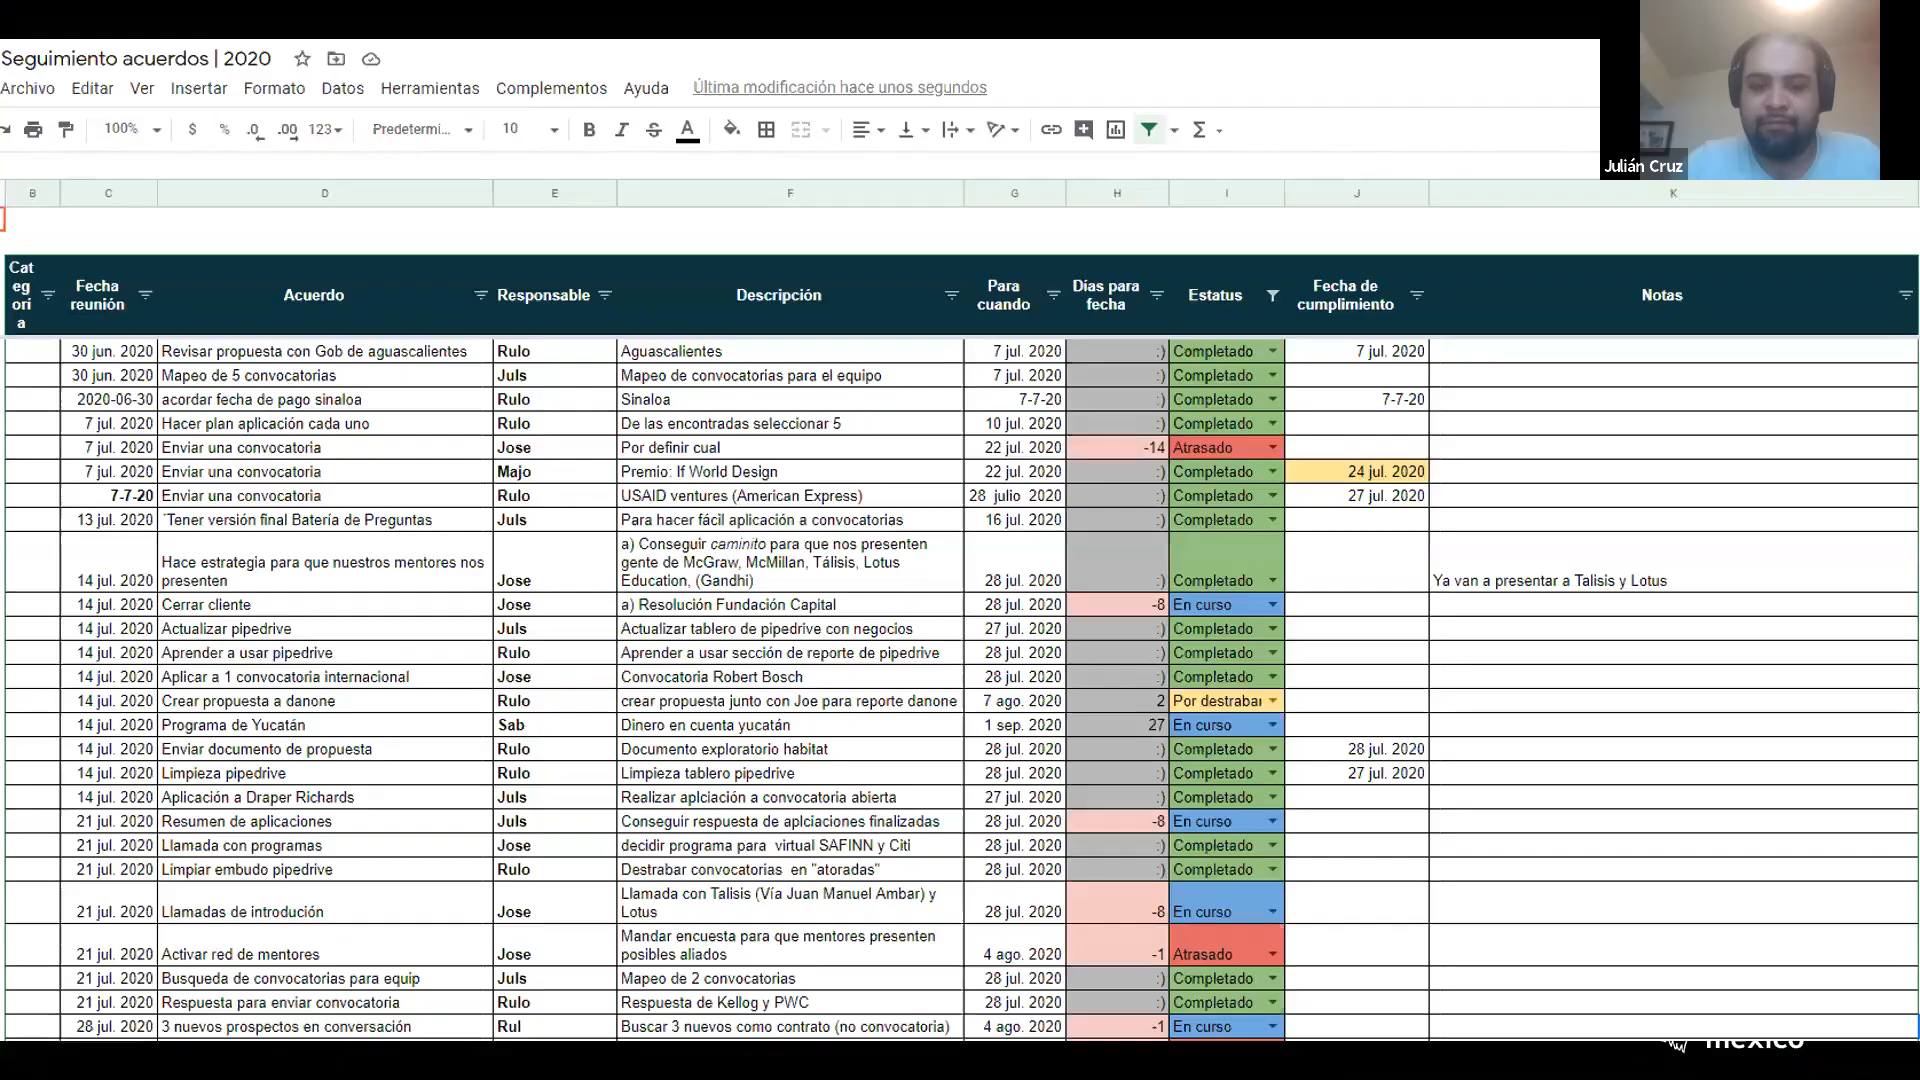 Seguimiento acuerdos | 2020
Archivo Editar Ver Insertar Formato Datos Herramientas Complementos Ayuda Última modificación hace unos segundos
100% $ % .0 .00 123 Predetermi... 10 B I S A Σ
Julián Cruz
B C D E F G H I J K
Categoría Fecha reunión Acuerdo Responsable Descripción Para cuando Días para fecha Estatus Fecha de cumplimiento Notas
30 jun. 2020 Revisar propuesta con Gob de aguascalientes Rulo Aguascalientes 7 jul. 2020 :) Completado 7 jul. 2020
30 jun. 2020 Mapeo de 5 convocatorias Juls Mapeo de convocatorias para el equipo 7 jul. 2020 :) Completado
2020-06-30 acordar fecha de pago sinaloa Rulo Sinaloa 7-7-20 :) Completado 7-7-20
7 jul. 2020 Hacer plan aplicación cada uno Rulo De las encontradas seleccionar 5 10 jul. 2020 :) Completado
7 jul. 2020 Enviar una convocatoria Jose Por definir cual 22 jul. 2020 -14 Atrasado
7 jul. 2020 Enviar una convocatoria Majo Premio: If World Design 22 jul. 2020 :) Completado 24 jul. 2020
7-7-20 Enviar una convocatoria Rulo USAID ventures (American Express) 28 julio 2020 :) Completado 27 jul. 2020
13 jul. 2020 ´Tener versión final Batería de Preguntas Juls Para hacer fácil aplicación a convocatorias 16 jul. 2020 :) Completado
14 jul. 2020 Hace estrategia para que nuestros mentores nos presenten Jose a) Conseguir caminito para que nos presenten gente de McGraw, McMillan, Tálisis, Lotus Education, (Gandhi) 28 jul. 2020 :) Completado Ya van a presentar a Talisis y Lotus
14 jul. 2020 Cerrar cliente Jose a) Resolución Fundación Capital 28 jul. 2020 -8 En curso
14 jul. 2020 Actualizar pipedrive Juls Actualizar tablero de pipedrive con negocios 27 jul. 2020 :) Completado
14 jul. 2020 Aprender a usar pipedrive Rulo Aprender a usar sección de reporte de pipedrive 28 jul. 2020 :) Completado
14 jul. 2020 Aplicar a 1 convocatoria internacional Jose Convocatoria Robert Bosch 28 jul. 2020 :) Completado
14 jul. 2020 Crear propuesta a danone Rulo crear propuesta junto con Joe para reporte danone 7 ago. 2020 2 Por destrabar
14 jul. 2020 Programa de Yucatán Sab Dinero en cuenta yucatán 1 sep. 2020 27 En curso
14 jul. 2020 Enviar documento de propuesta Rulo Documento exploratorio habitat 28 jul. 2020 :) Completado 28 jul. 2020
14 jul. 2020 Limpieza pipedrive Rulo Limpieza tablero pipedrive 28 jul. 2020 :) Completado 27 jul. 2020
14 jul. 2020 Aplicación a Draper Richards Juls Realizar aplciación a convocatoria abierta 27 jul. 2020 :) Completado
21 jul. 2020 Resumen de aplicaciones Juls Conseguir respuesta de aplciaciones finalizadas 28 jul. 2020 -8 En curso
21 jul. 2020 Llamada con programas Jose decidir programa para virtual SAFINN y Citi 28 jul. 2020 :) Completado
21 jul. 2020 Limpiar embudo pipedrive Rulo Destrabar convocatorias en "atoradas" 28 jul. 2020 :) Completado
21 jul. 2020 Llamadas de introdución Jose Llamada con Talisis (Vía Juan Manuel Ambar) y Lotus 28 jul. 2020 -8 En curso
21 jul. 2020 Activar red de mentores Jose Mandar encuesta para que mentores presenten posibles aliados 4 ago. 2020 -1 Atrasado
21 jul. 2020 Busqueda de convocatorias para equip Juls Mapeo de 2 convocatorias 28 jul. 2020 :) Completado
21 jul. 2020 Respuesta para enviar convocatoria Rulo Respuesta de Kellog y PWC 28 jul. 2020 :) Completado
28 jul. 2020 3 nuevos prospectos en conversación Rul Buscar 3 nuevos como contrato (no convocatoria) 4 ago. 2020 -1 En curso
mexico